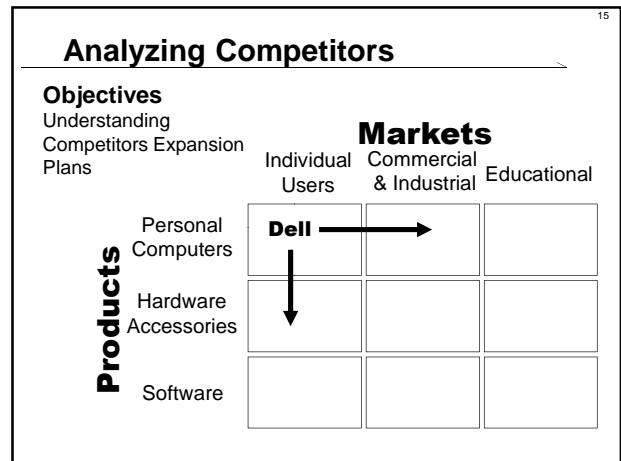 15
Analyzing Competitors
Objectives
Understanding
Competitors Expansion
Plans
Markets
Individual
Users
Commercial
& Industrial
Educational
Products
Personal
Computers
Dell
Hardware
Accessories
Software